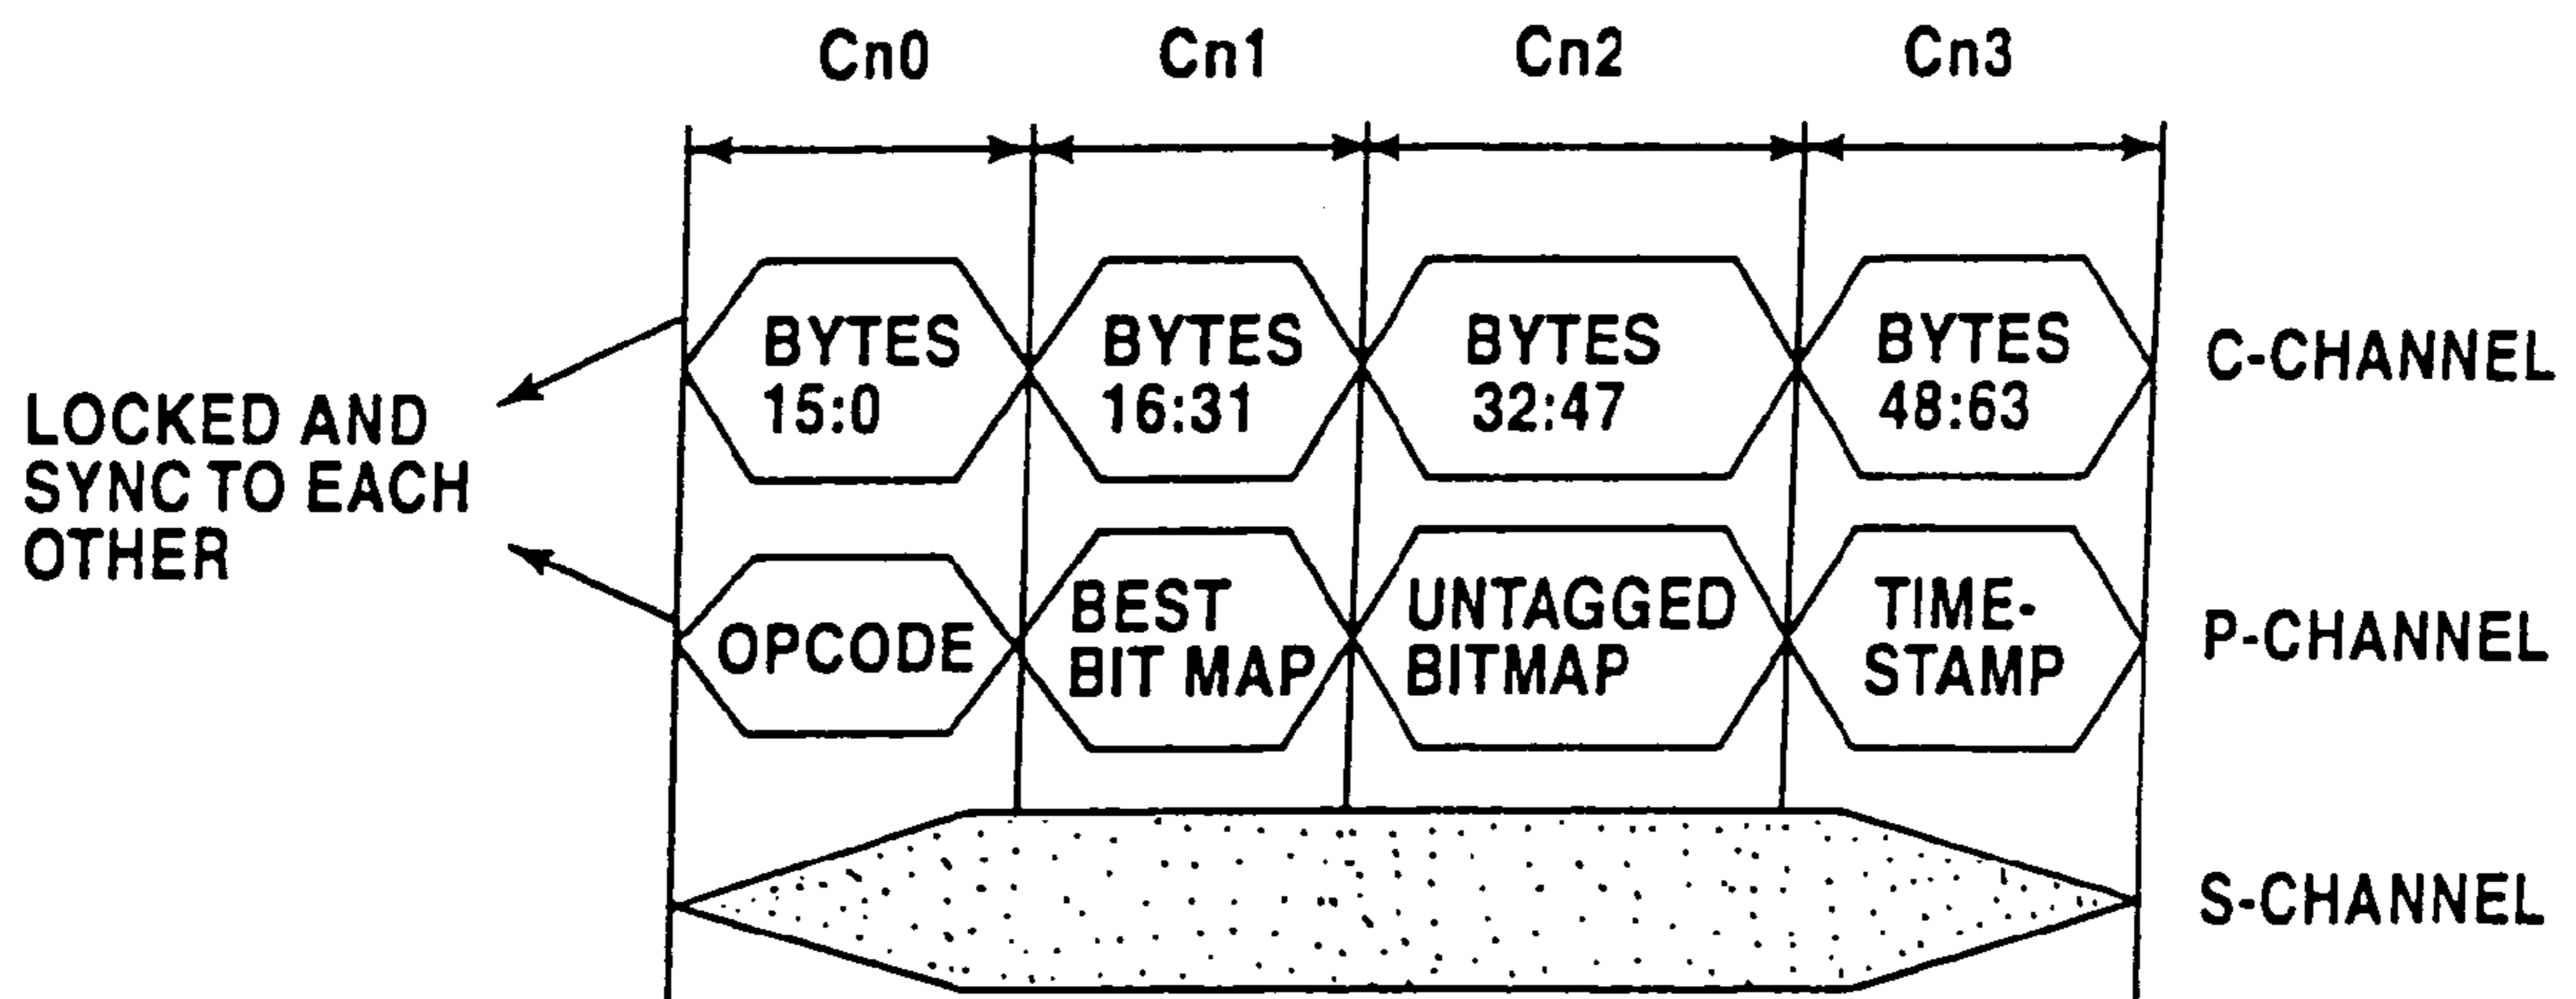 Cn0 Cn1 Cn2 Cn3
BYTES
15:0
BYTES
16:31
BYTES
32:47
BYTES
48:63
C-CHANNEL
LOCKED AND
SYNC TO EACH
OTHER
OPCODE
BEST
BIT MAP
UNTAGGED
BITMAP
TIME-
STAMP
P-CHANNEL
S-CHANNEL